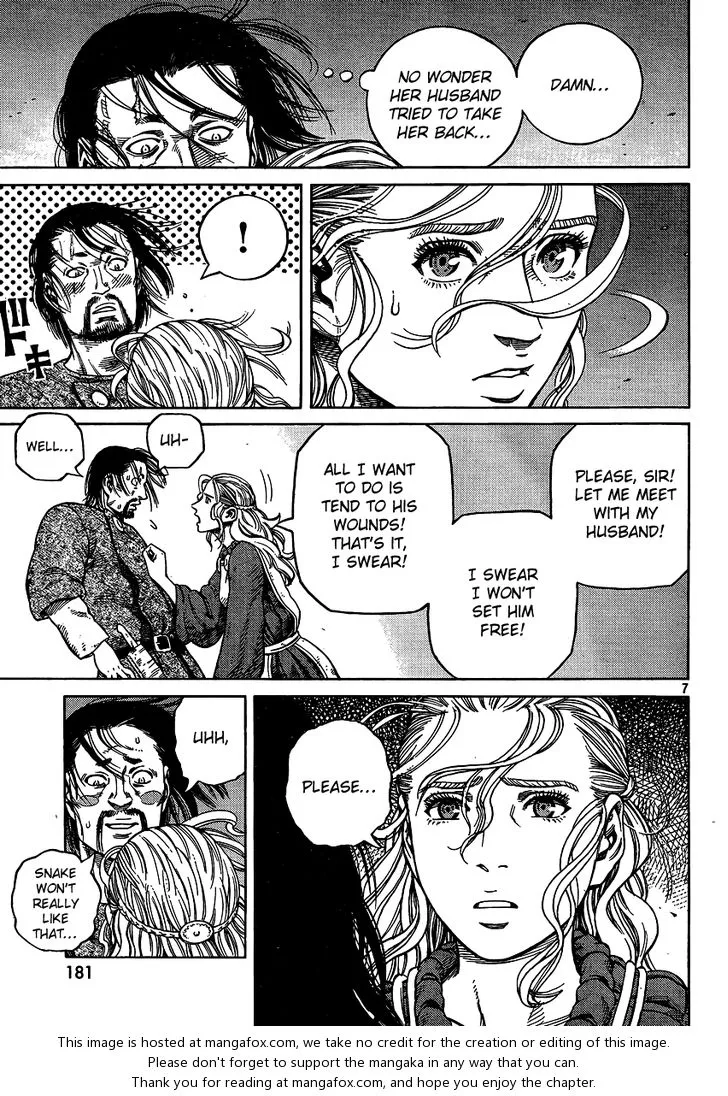 DAMN...
NO WONDER
HER HUSBAND
TRIED TO TAKE
HER BACK...
!
ドキッ
PLEASE, SIR!
LET ME MEET
WITH MY
HUSBAND!
I SWEAR
I WON'T
SET HIM
FREE!
ALL I WANT
TO DO IS
TEND TO HIS
WOUNDS!
THAT'S IT,
I SWEAR!
UH-
WELL...
7
PLEASE...
UHH,
SNAKE
WON'T
REALLY
LIKE
THAT...
181
This image is hosted at mangafox.com, we take no credit for the creation or editing of this image.
Please don't forget to support the mangaka in any way that you can.
Thank you for reading at mangafox.com, and hope you enjoy the chapter.